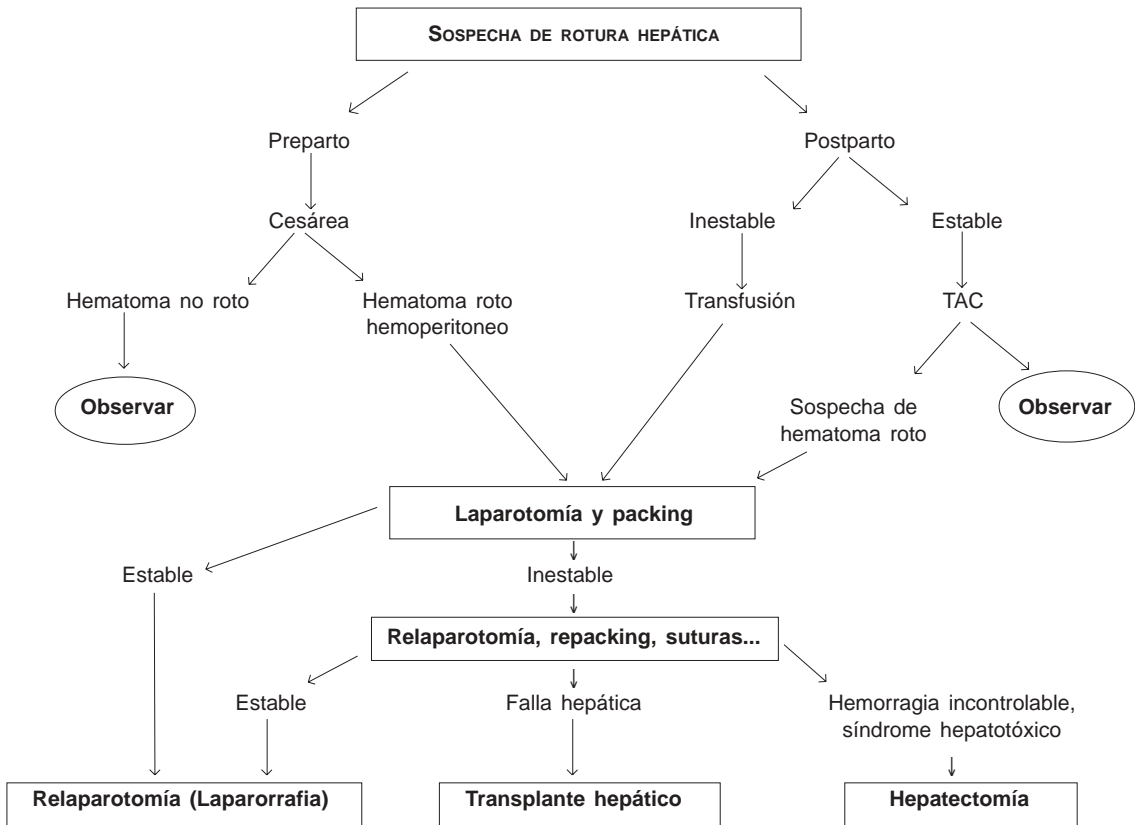 SOSPECHA DE ROTURA HEPÁTICA
Preparto
Postparto
Cesárea
Inestable
Estable
Hematoma no roto
Hematoma roto
hemoperitoneo
Transfusión
TAC
Observar
Sospecha de
hematoma roto
Observar
Laparotomía y packing
Estable
Inestable
Relaparotomía, repacking, suturas...
Estable
Falla hepática
Hemorragia incontrolable,
síndrome hepatotóxico
Relaparotomía (Laparorrafia)
Transplante hepático
Hepatectomía